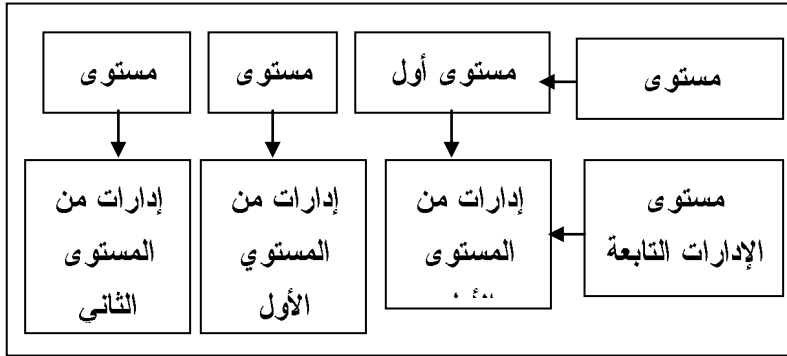 مستوى
مستوى أول
مستوى
مستوى
مستوى
الإدارات التابعة
إدارات من
المستوى
إدارات من
المستوي
الأول
إدارات من
المستوى
الثاني